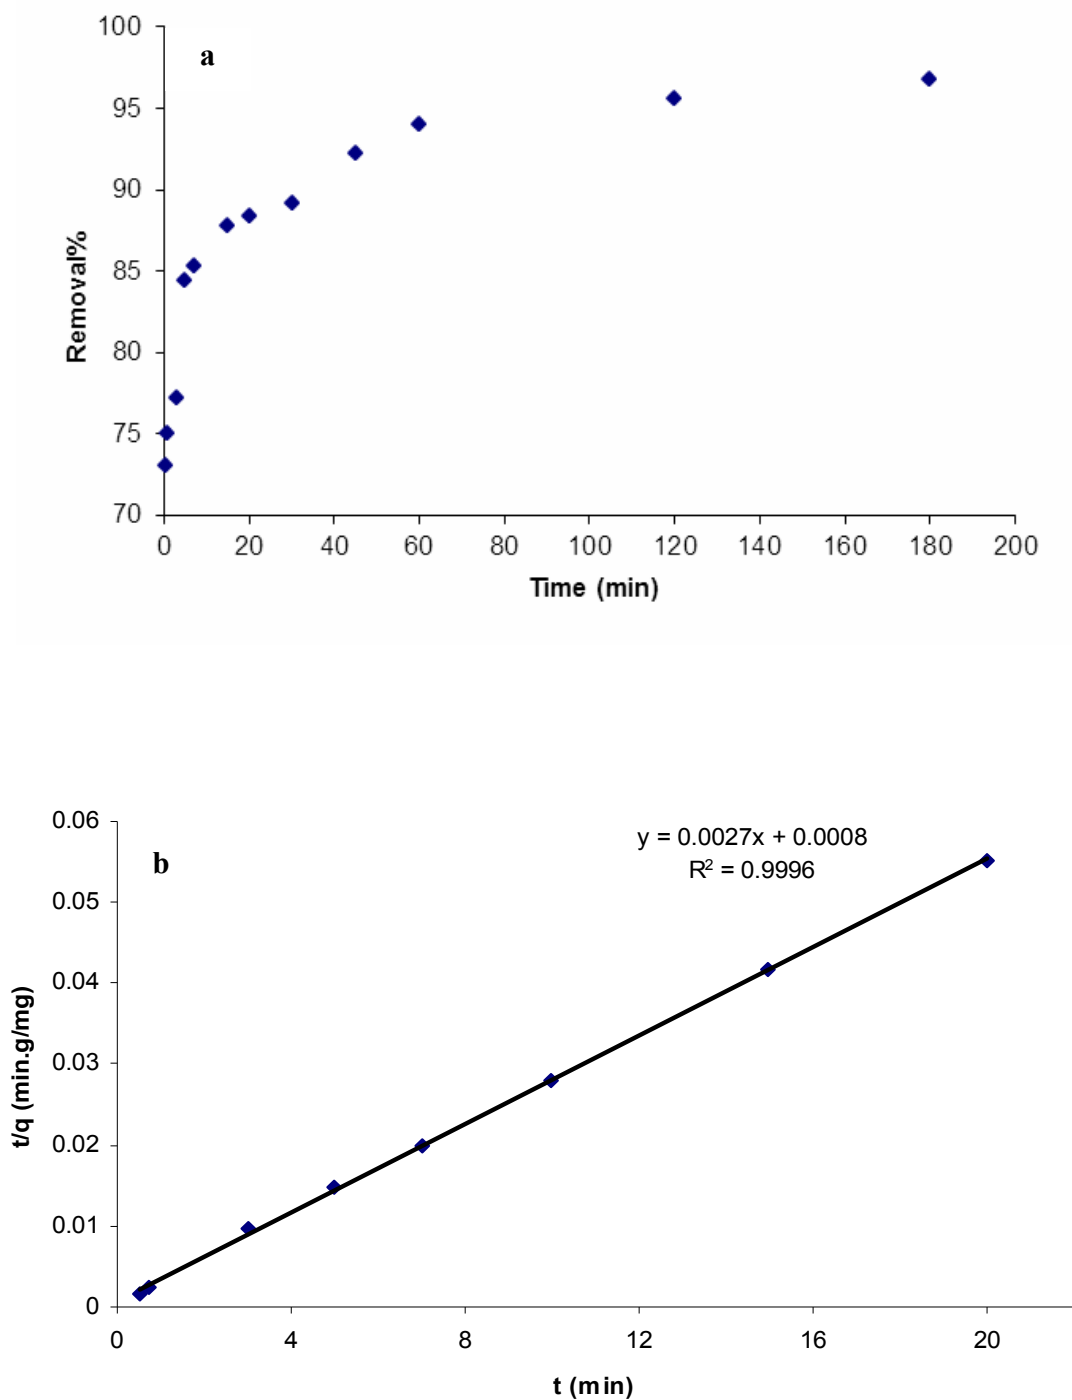 100
a
95
90
85
80
75
70
Removal%
0 20 40 60 80 100 120 140 160 180 200
Time (min)
0.06
y = 0.0027x + 0.0008
b
R² = 0.9996
0.05
0.04
0.03
0.02
0.01
0
t/q (min.g/mg)
0 4 8 12 16 20
t (min)